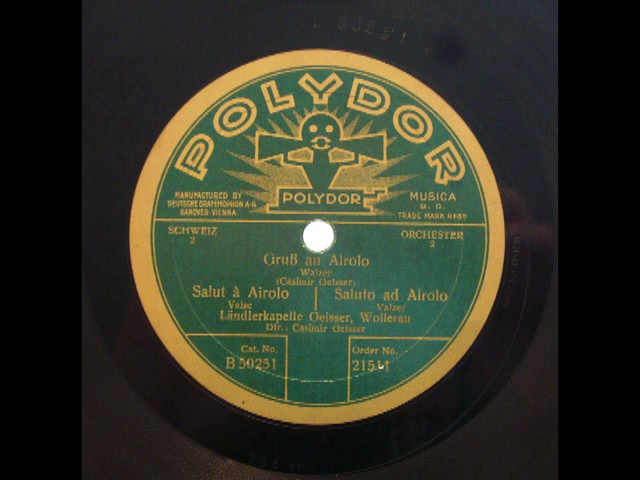 POLYDOR
POLYDOR
MANUFACTURED BY
DEUTSCHE GRAMMOPHON A-G
HANOVER-VIENNA.
MUSICA
G. B.
TRADE MARK
SCHWEIZ
2
ORCHESTER
2
Gruß an Airolo
Walzer
(Casimir Geisser)
Salut à Airolo
Valse
Saluto ad Airolo
Valzer
Ländlerkapelle Geisser, Wollerau
Dir.: Casimir Geisser
Cat. No.
B 50251
Order No.